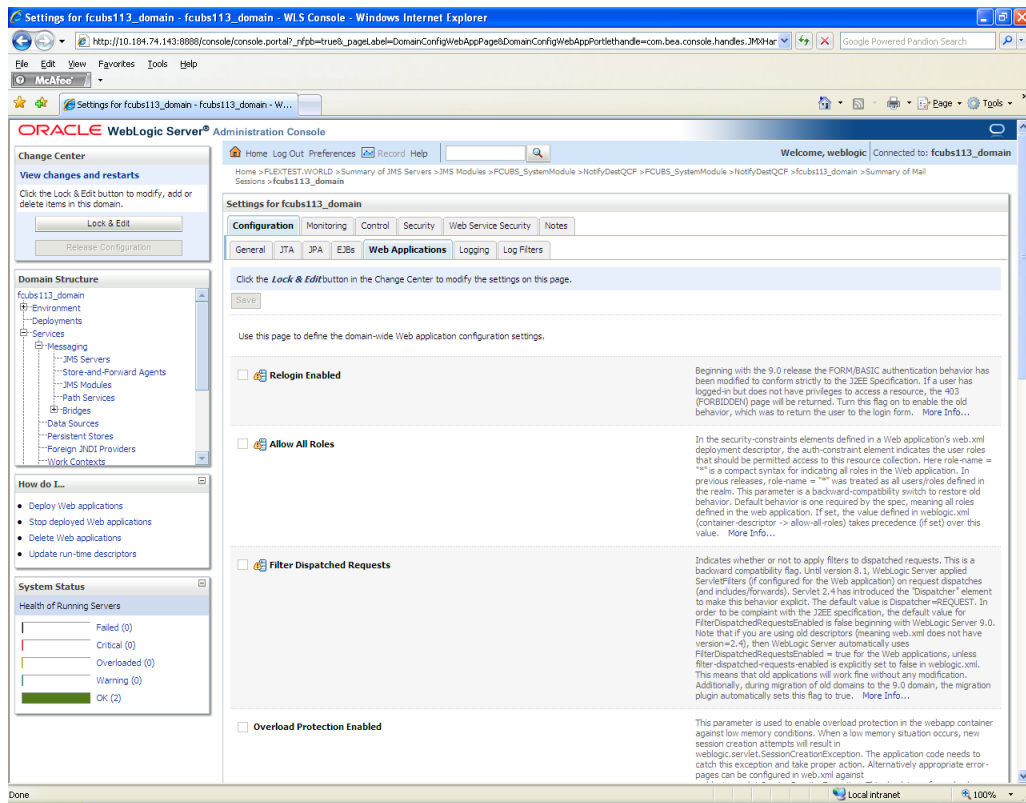 Settings for fcubs113_domain - fcubs113_domain - WLS Console - Windows Internet Explorer
http://10.184.74.143:8888/console/console.portal?_nfpb=true&_pageLabel=DomainConfigWebAppPage&DomainConfigWebAppPortlethandle=com.bea.console.handles.JMXHar
Google Powered Pandion Search
File Edit View Favorites Tools Help
McAfee
Settings for fcubs113_domain - fcubs113_domain - W...
Page Tools
ORACLE WebLogic Server® Administration Console
Change Center
View changes and restarts
Click the Lock & Edit button to modify, add or
delete items in this domain.
Lock & Edit
Release Configuration
Domain Structure
fcubs113_domain
Environment
Deployments
Services
Messaging
JMS Servers
Store-and-Forward Agents
JMS Modules
Path Services
Bridges
Data Sources
Persistent Stores
Foreign JNDI Providers
Work Contexts
How do I...
Deploy Web applications
Stop deployed Web applications
Delete Web applications
Update run-time descriptors
System Status
Health of Running Servers
Failed (0)
Critical (0)
Overloaded (0)
Warning (0)
OK (2)
Home Log Out Preferences Record Help
Welcome, weblogic Connected to: fcubs113_domain
Home >FLEXTEST.WORLD >Summary of JMS Servers >JMS Modules >FCUBS_SystemModule >NotifyDestQCF >FCUBS_SystemModule >NotifyDestQCF >fcubs113_domain >Summary of Mail
Sessions >fcubs113_domain
Settings for fcubs113_domain
Configuration Monitoring Control Security Web Service Security Notes
General JTA JPA EJBs Web Applications Logging Log Filters
Click the Lock & Edit button in the Change Center to modify the settings on this page.
Save
Use this page to define the domain-wide Web application configuration settings.
Relogin Enabled
Beginning with the 9.0 release the FORM/BASIC authentication behavior has
been modified to conform strictly to the J2EE Specification. If a user has
logged-in but does not have privileges to access a resource, the 403
(FORBIDDEN) page will be returned. Turn this flag on to enable the old
behavior, which was to return the user to the login form. More Info...
Allow All Roles
In the security-constraints elements defined in a Web application's web.xml
deployment descriptor, the auth-constraint element indicates the user roles
that should be permitted access to this resource collection. Here role-name =
"*" is a compact syntax for indicating all roles in the Web application. In
previous releases, role-name = "*" was treated as all users/roles defined in
the realm. This parameter is a backward-compatibility switch to restore old
behavior. Default behavior is one required by the spec, meaning all roles
defined in the web application. If set, the value defined in weblogic.xml
(container-descriptor -> allow-all-roles) takes precedence (if set) over this
value. More Info...
Filter Dispatched Requests
Indicates whether or not to apply filters to dispatched requests. This is a
backward compatibility flag. Until version 8.1, WebLogic Server applied
ServletFilters (if configured for the Web application) on request dispatches
(and includes/forwards). Servlet 2.4 has introduced the "Dispatcher" element
to make this behavior explicit. The default value is Dispatcher=REQUEST. In
order to be complaint with the J2EE specification, the default value for
FilterDispatchedRequestsEnabled is false beginning with WebLogic Server 9.0.
Note that if you are using old descriptors (meaning web.xml does not have
version=2.4), then WebLogic Server automatically uses
FilterDispatchedRequestsEnabled = true for the Web applications, unless
filter-dispatched-requests-enabled is explicitly set to false in weblogic.xml.
This means that old applications will work fine without any modification.
Additionally, during migration of old domains to the 9.0 domain, the migration
plugin automatically sets this flag to true. More Info...
Overload Protection Enabled
This parameter is used to enable overload protection in the webapp container
against low memory conditions. When a low memory situation occurs, new
session creation attempts will result in
weblogic.servlet.SessionCreationException. The application code needs to
catch this exception and take proper action. Alternatively appropriate error-
pages can be configured in web.xml against
Done
Local intranet
100%